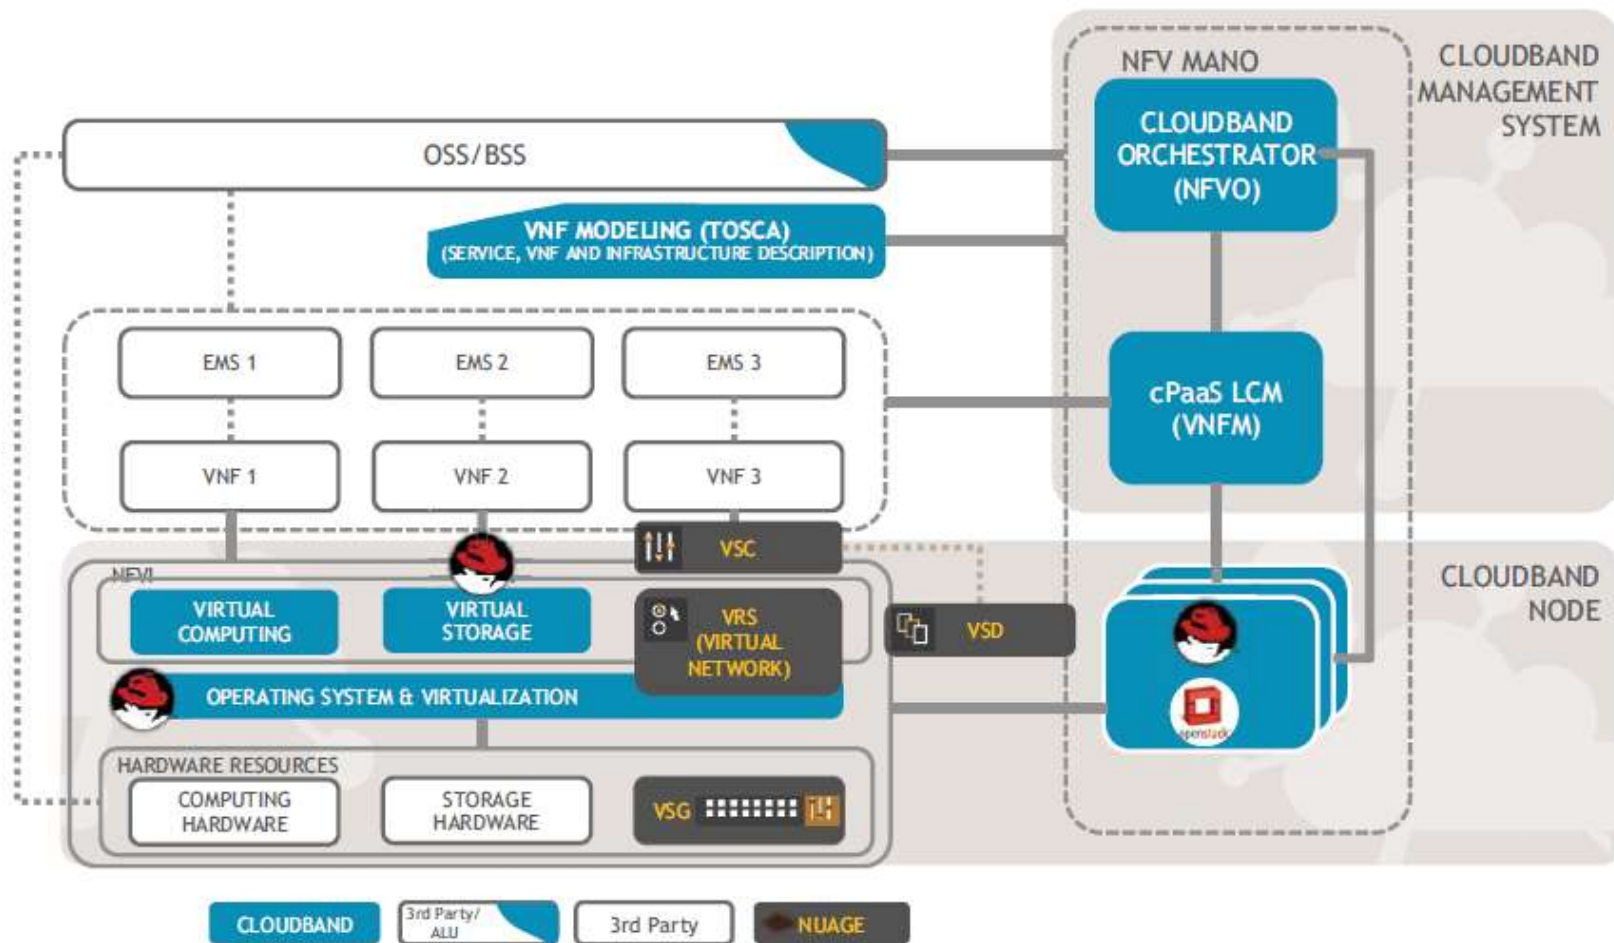 NFV MANO
CLOUDBAND
MANAGEMENT
SYSTEM
CLOUDBAND
ORCHESTRATOR
(NFVO)
OSS/BSS
VNF MODELING (TOSCA)
(SERVICE, VNF AND INFRASTRUCTURE DESCRIPTION)
EMS 1
EMS 2
EMS 3
cPaaS LCM
(VNFM)
VNF 1
VNF 2
VNF 3
VSC
NFVI
CLOUDBAND
NODE
VIRTUAL
COMPUTING
VIRTUAL
STORAGE
VRS
(VIRTUAL
NETWORK)
VSD
OPERATING SYSTEM & VIRTUALIZATION
openstack
HARDWARE RESOURCES
COMPUTING
HARDWARE
STORAGE
HARDWARE
VSG
CLOUDBAND
3rd Party/
ALU
3rd Party
NUAGE